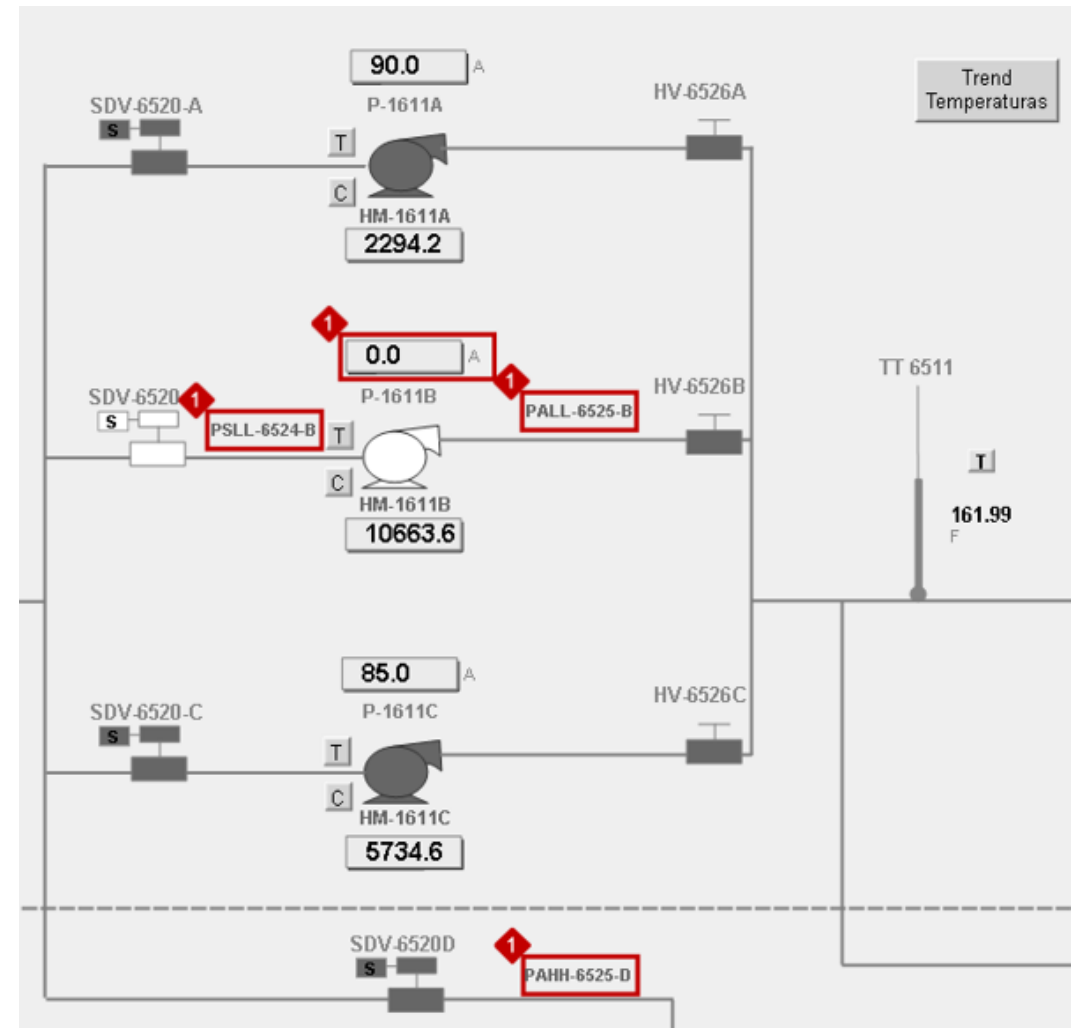 90.0 A
Trend
Temperaturas
SDV-6520-A
P-1611A
HV-6526A
S
T
C
HM-1611A
2294.2
1
0.0 A
1
TT 6511
SDV-6520
1
P-1611B
HV-6526B
S
PSLL-6524-B
T
PALL-6525-B
C
T
HM-1611B
161.99
F
10663.6
85.0 A
SDV-6520-C
P-1611C
HV-6526C
S
T
C
HM-1611C
5734.6
SDV-6520D
1
S
PAHH-6525-D